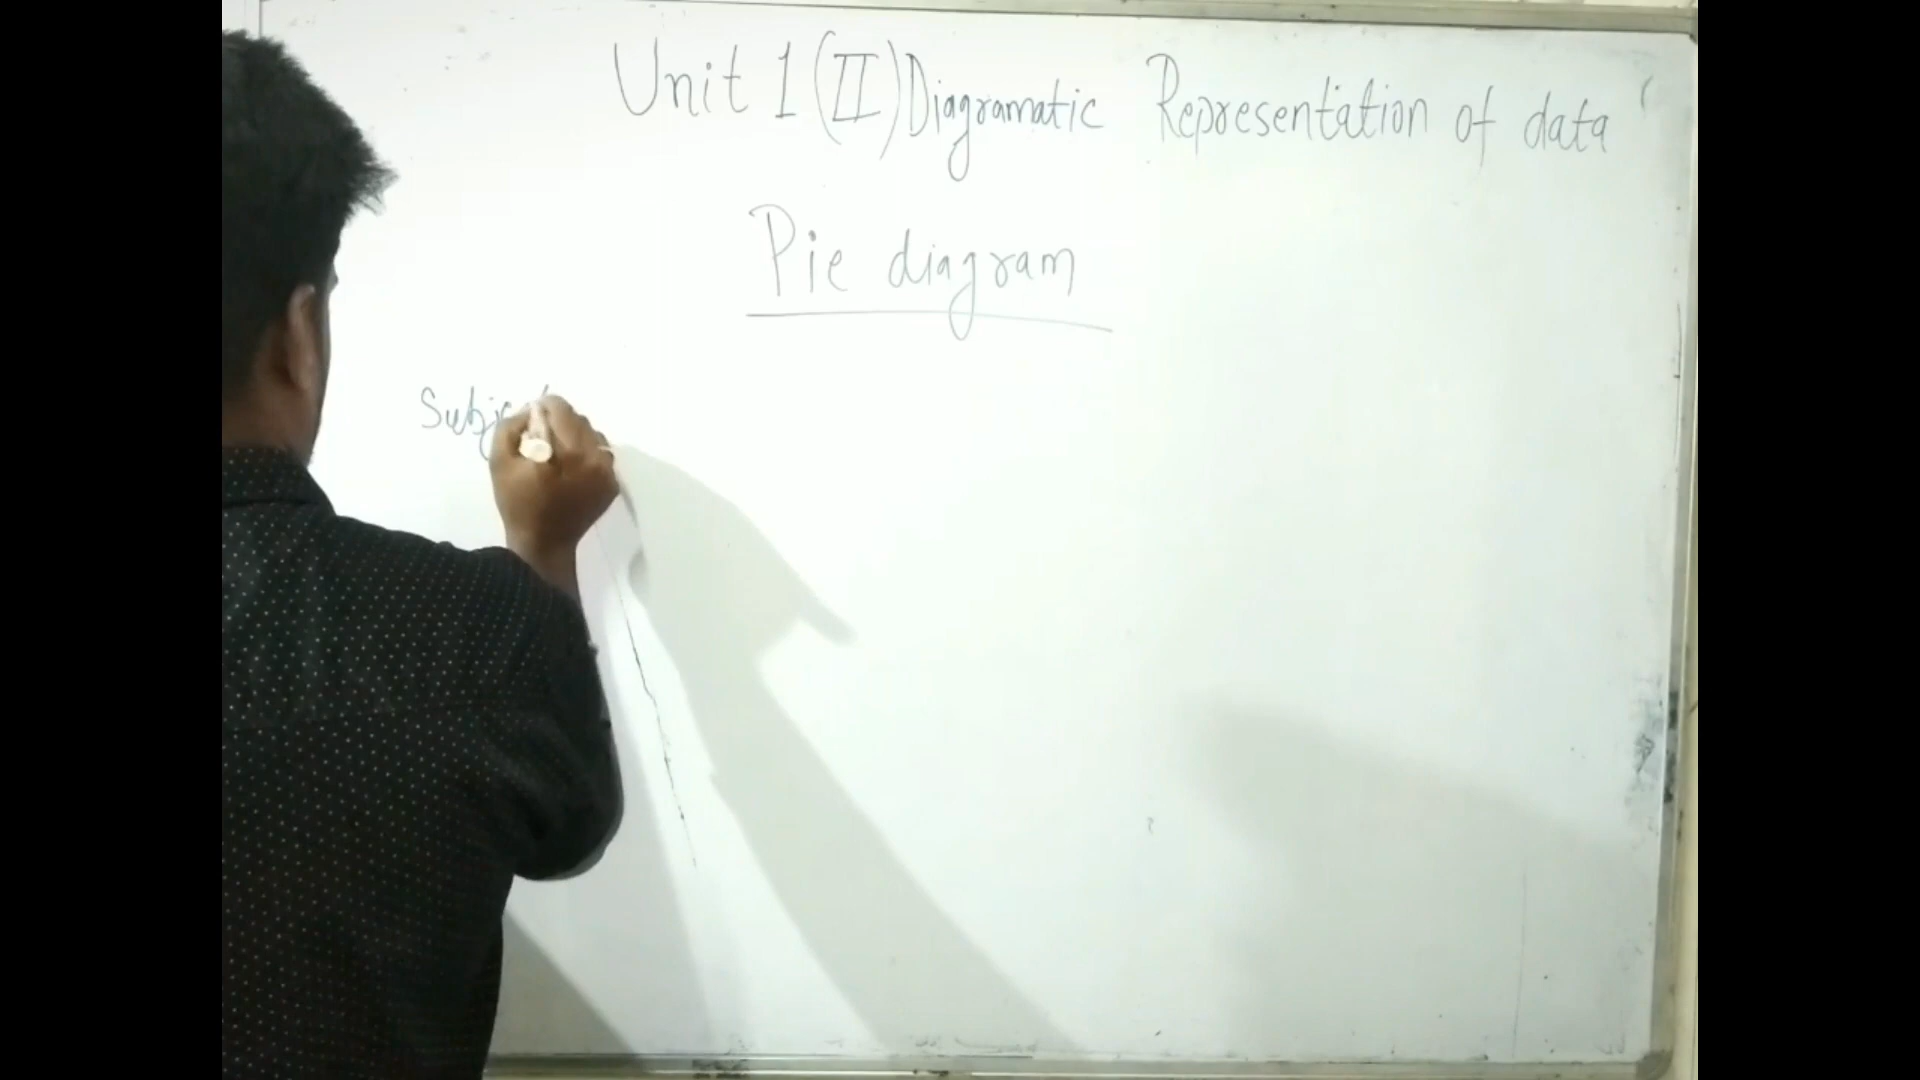 Unit 1 (II) Diagramatic Representation of data
Pie diagram